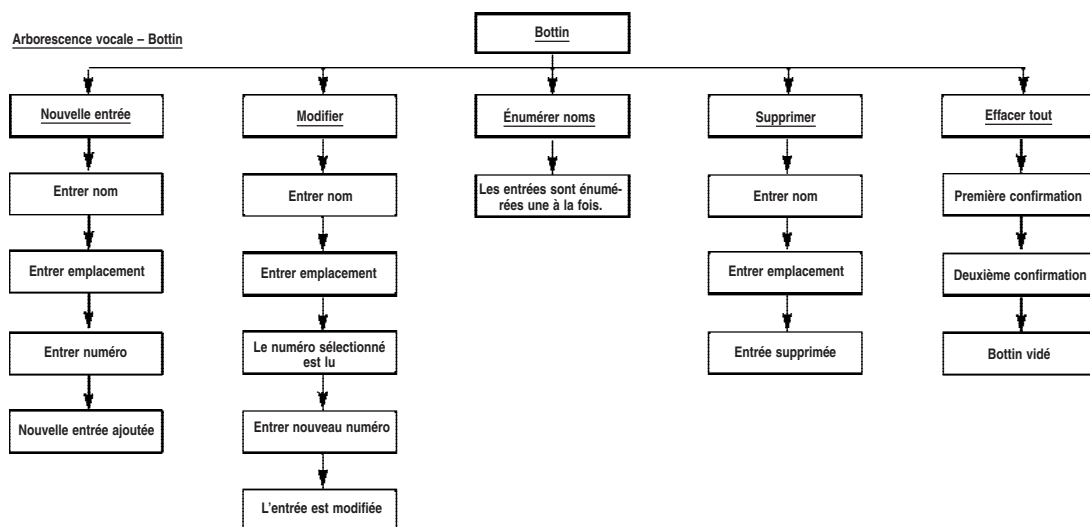 Arborescence vocale – Bottin
Bottin
Nouvelle entrée
Entrer nom
Entrer emplacement
Entrer numéro
Nouvelle entrée ajoutée
Modifier
Entrer nom
Entrer emplacement
Le numéro sélectionné
est lu
Entrer nouveau numéro
L'entrée est modifiée
Énumérer noms
Les entrées sont énumé-
rées une à la fois.
Supprimer
Entrer nom
Entrer emplacement
Entrée supprimée
Effacer tout
Première confirmation
Deuxième confirmation
Bottin vidé